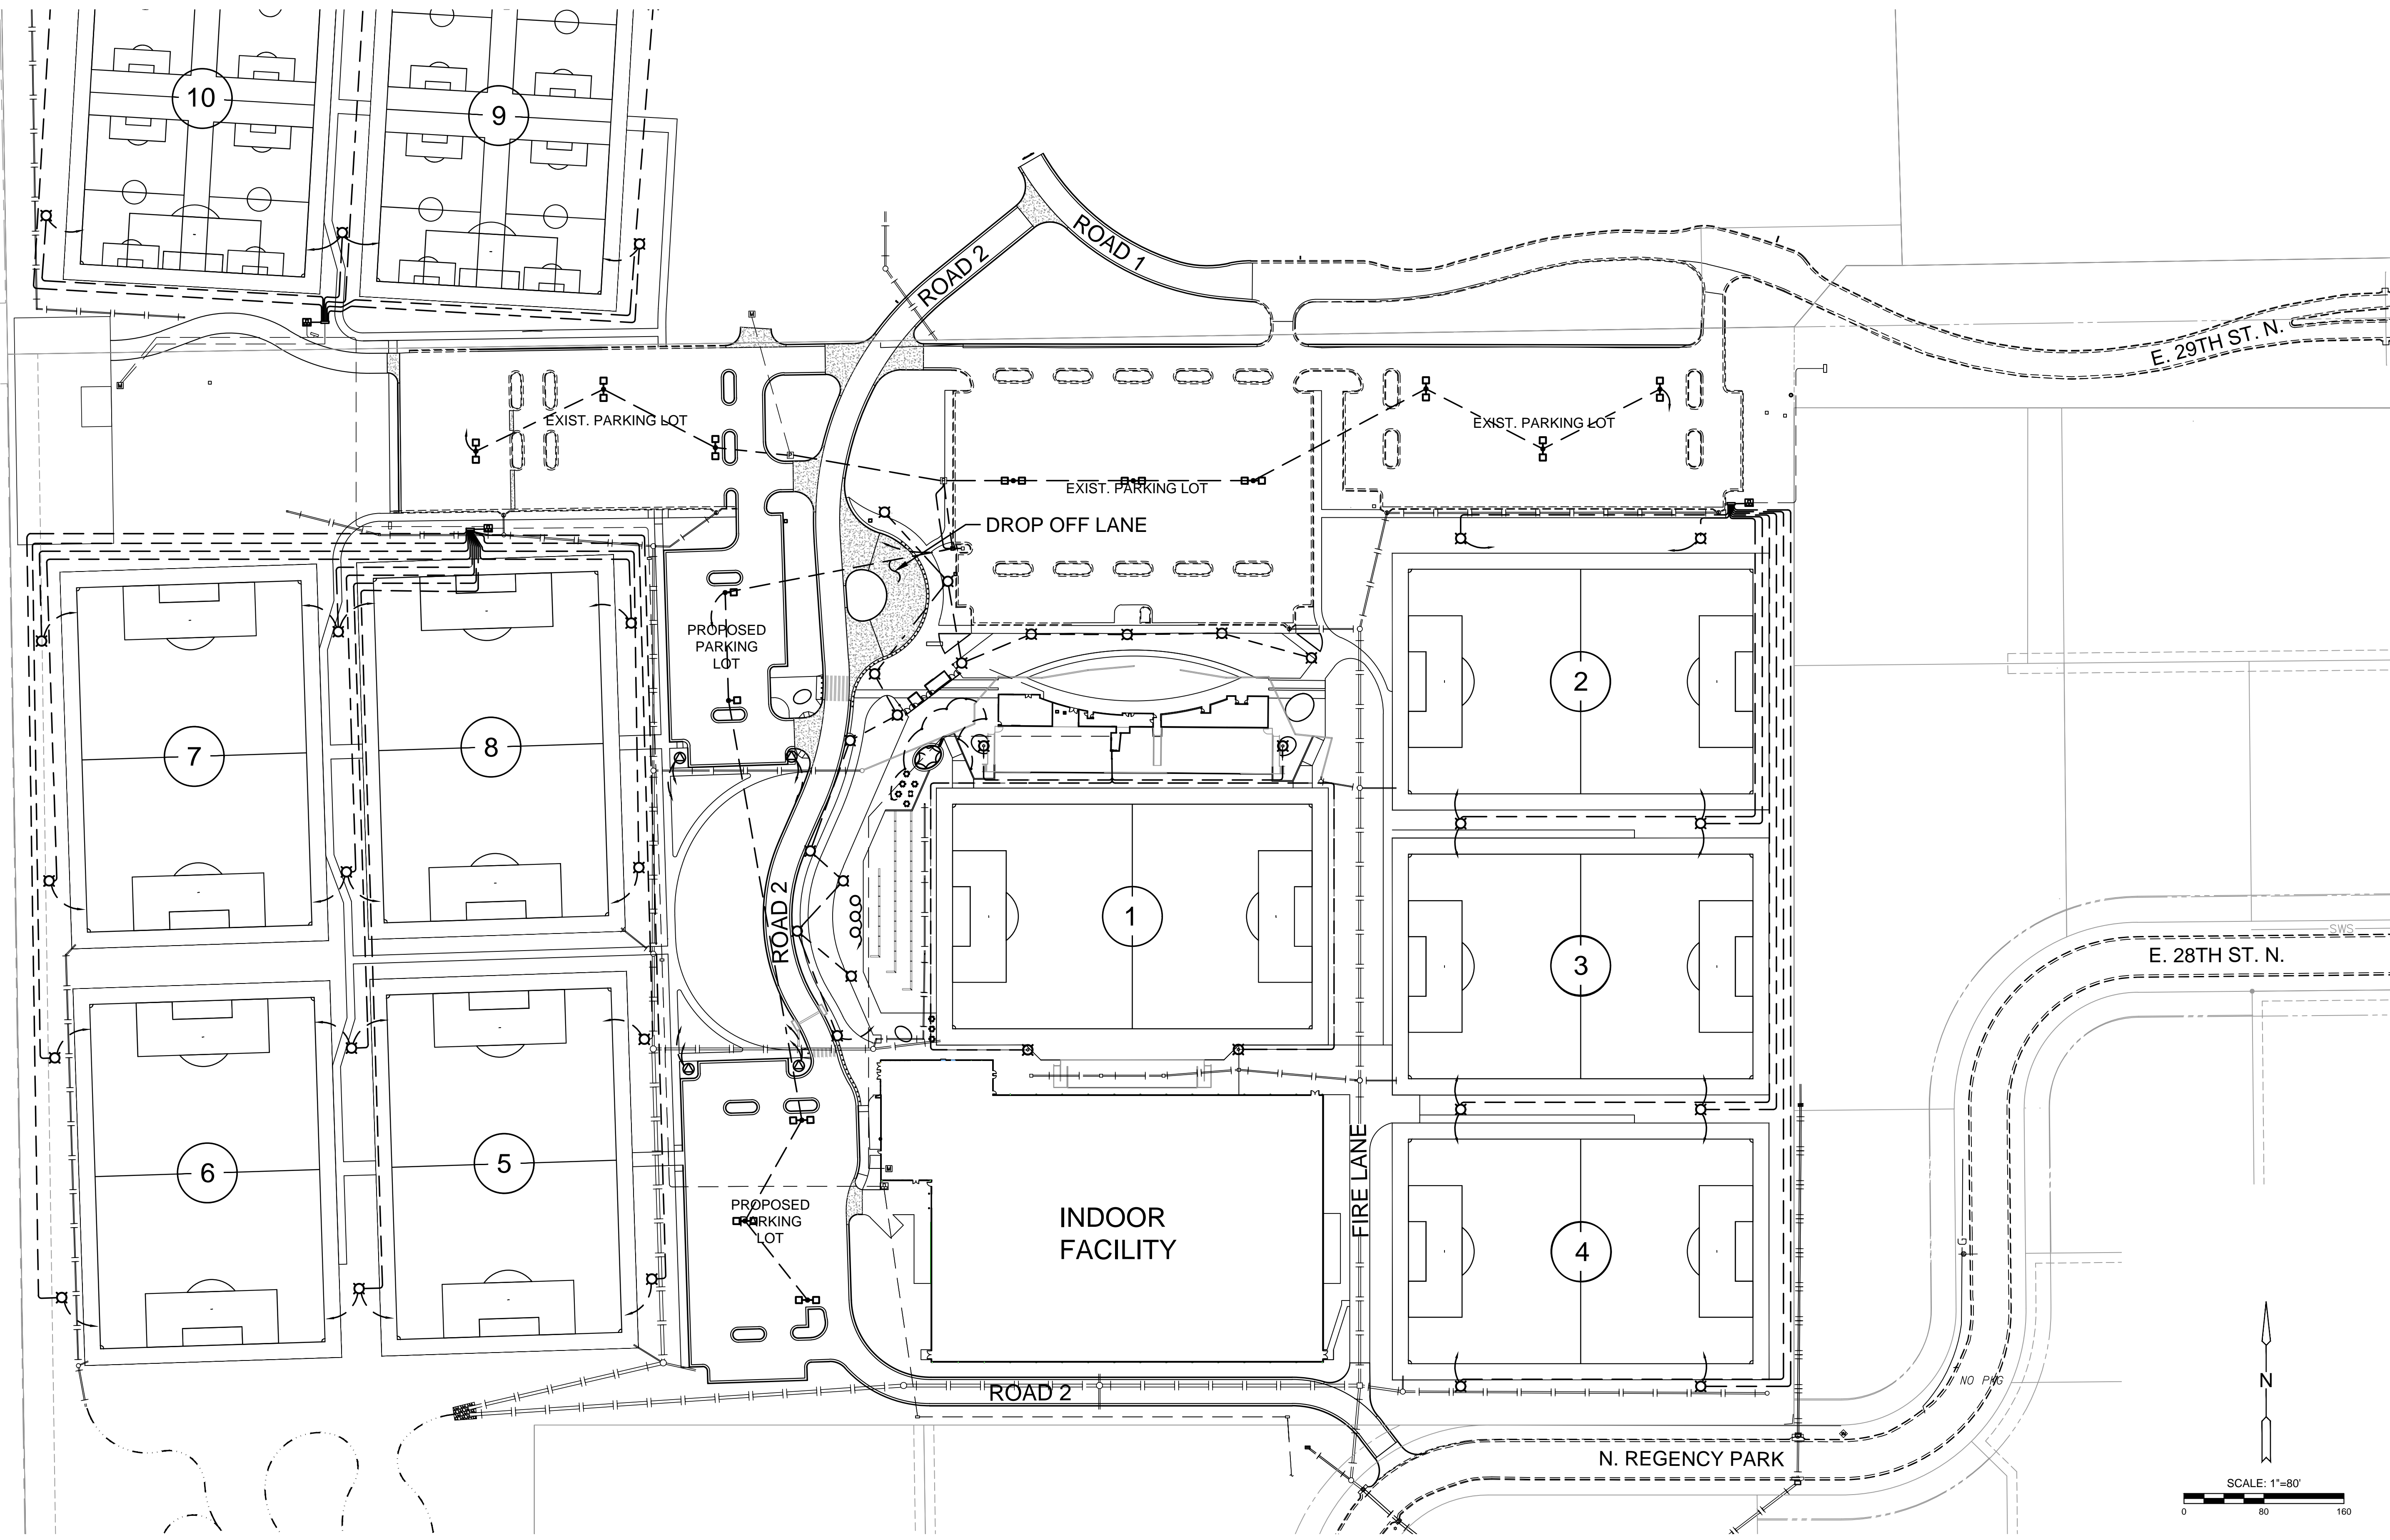 10
9
ROAD 1
ROAD 2
E. 29TH ST. N.
EXIST. PARKING LOT
EXIST. PARKING LOT
EXIST. PARKING LOT
DROP OFF LANE
PROPOSED
PARKING
LOT
2
7
8
1
ROAD 2
3
SWS
E. 28TH ST. N.
6
5
PROPOSED
PARKING
LOT
INDOOR
FACILITY
FIRE LANE
4
G
NO PKG
N
ROAD 2
N. REGENCY PARK
SCALE: 1"=80'
0 80 160